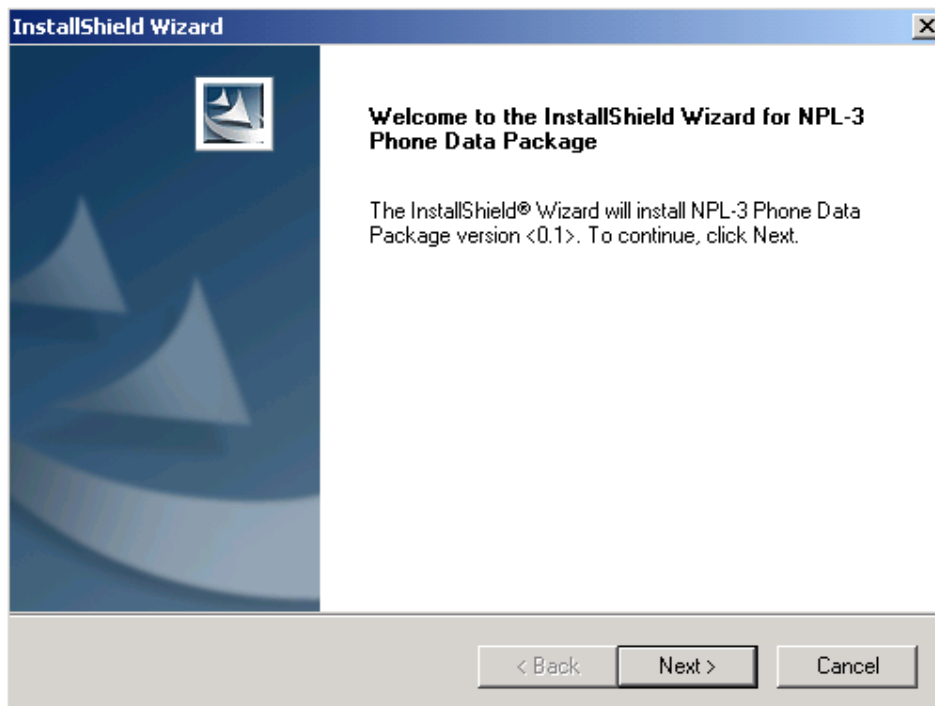 InstallShield Wizard
Welcome to the InstallShield Wizard for NPL-3
Phone Data Package
The InstallShield® Wizard will install NPL-3 Phone Data
Package version <0.1>. To continue, click Next.
< Back
Next >
Cancel